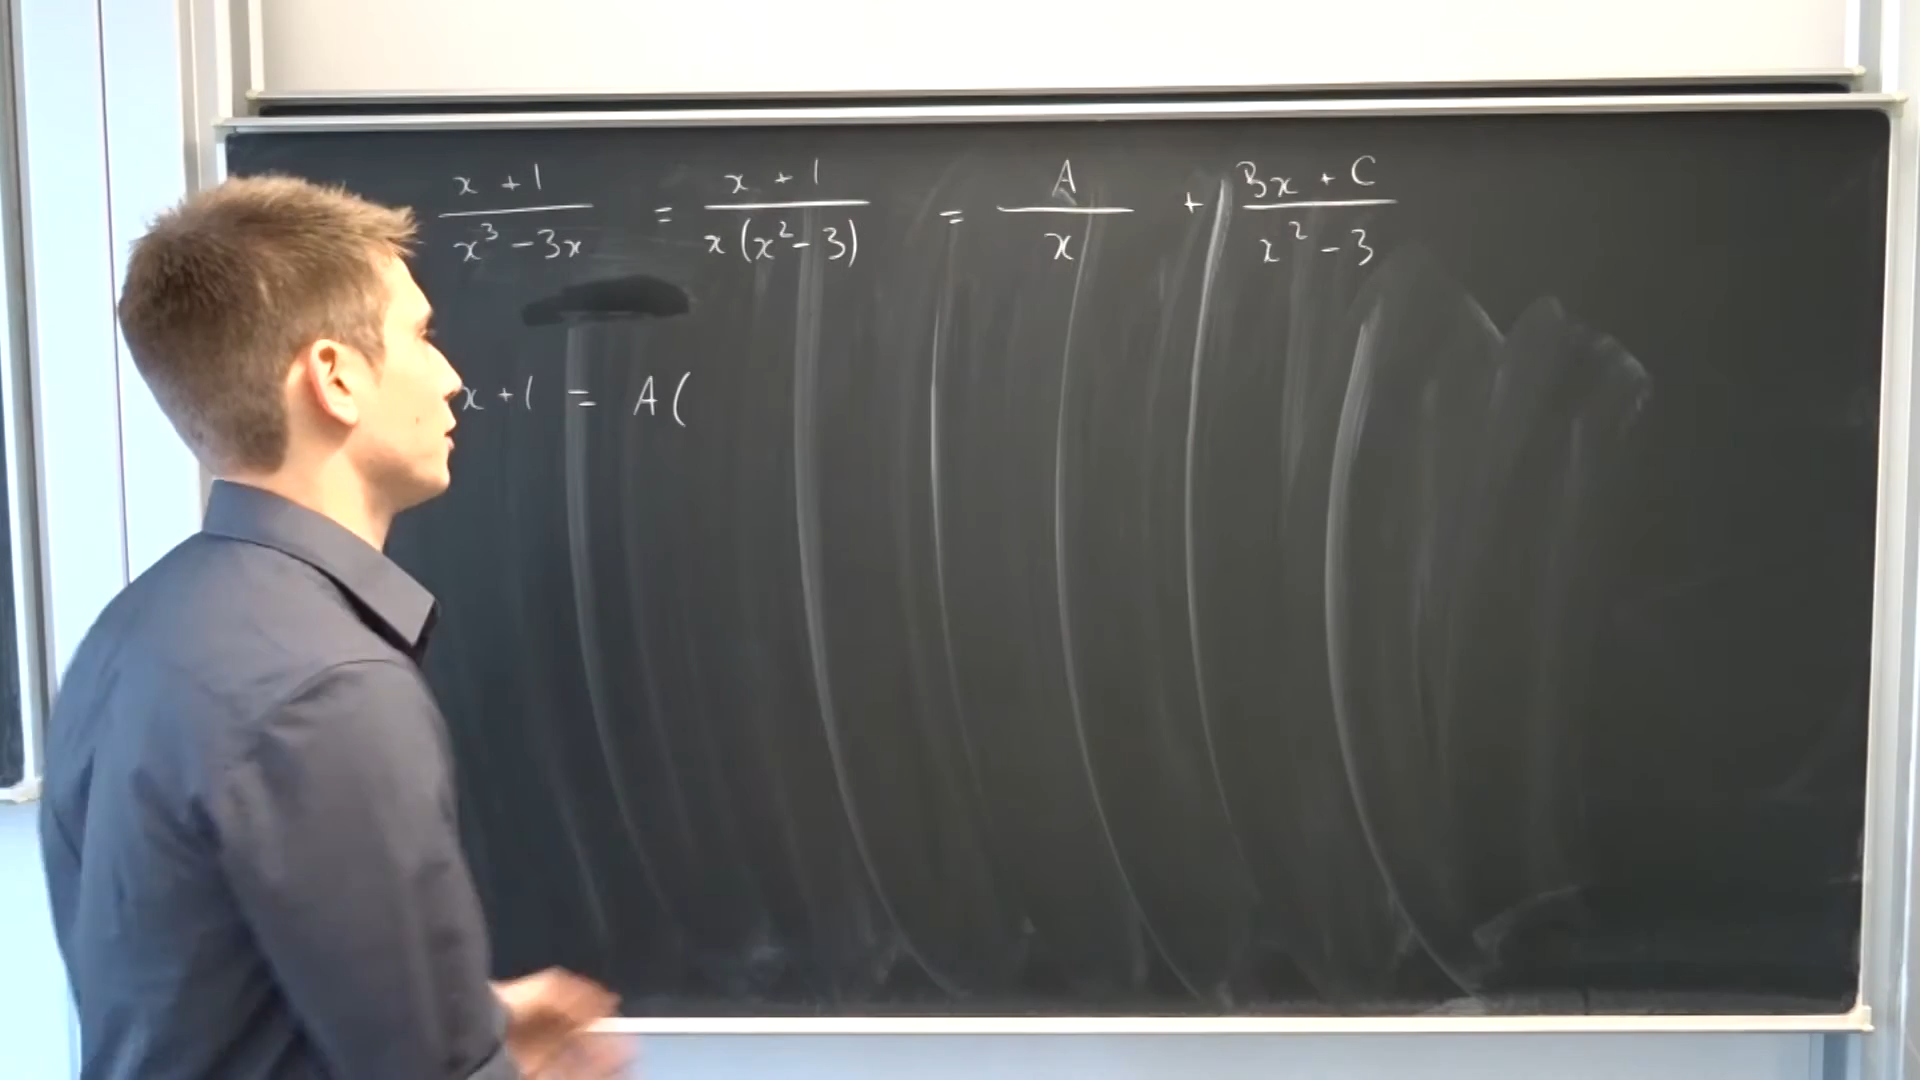 x + 1 / x³ - 3x = x + 1 / x (x² - 3) = A / x + Bx + C / x² - 3
x + 1 = A (